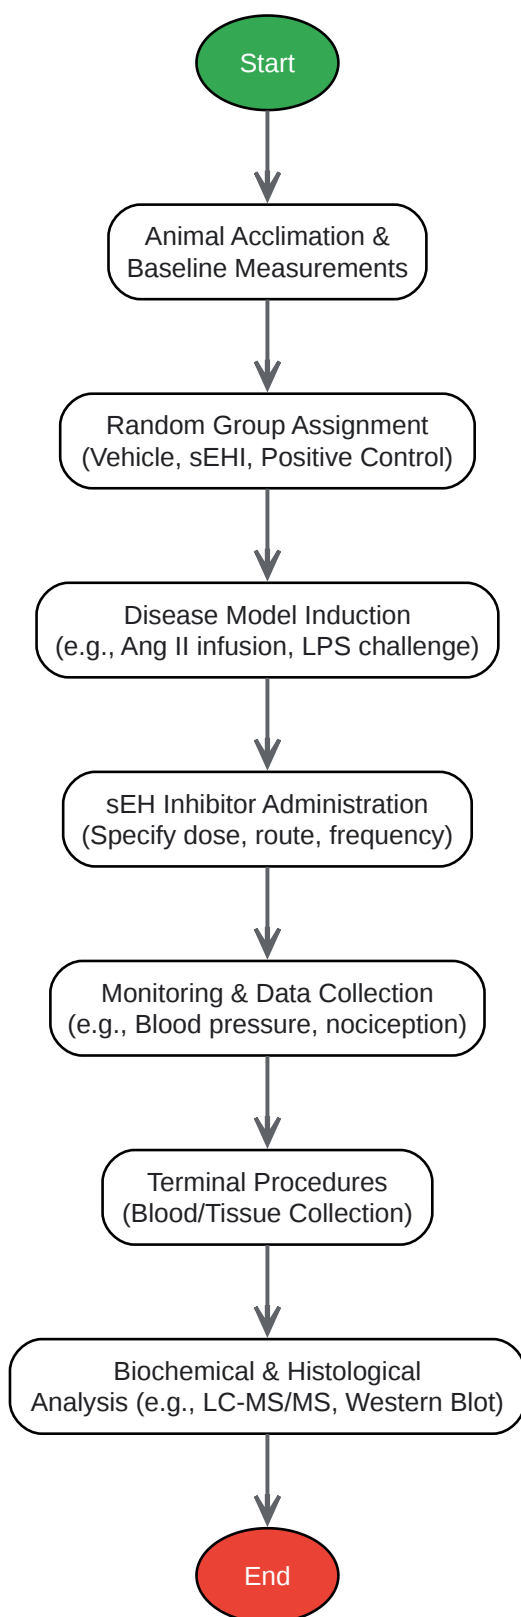 Start
Animal Acclimation &
Baseline Measurements
Random Group Assignment
(Vehicle, sEHI, Positive Control)
Disease Model Induction
(e.g., Ang II infusion, LPS challenge)
sEH Inhibitor Administration
(Specify dose, route, frequency)
Monitoring & Data Collection
(e.g., Blood pressure, nociception)
Terminal Procedures
(Blood/Tissue Collection)
Biochemical & Histological
Analysis (e.g., LC-MS/MS, Western Blot)
End